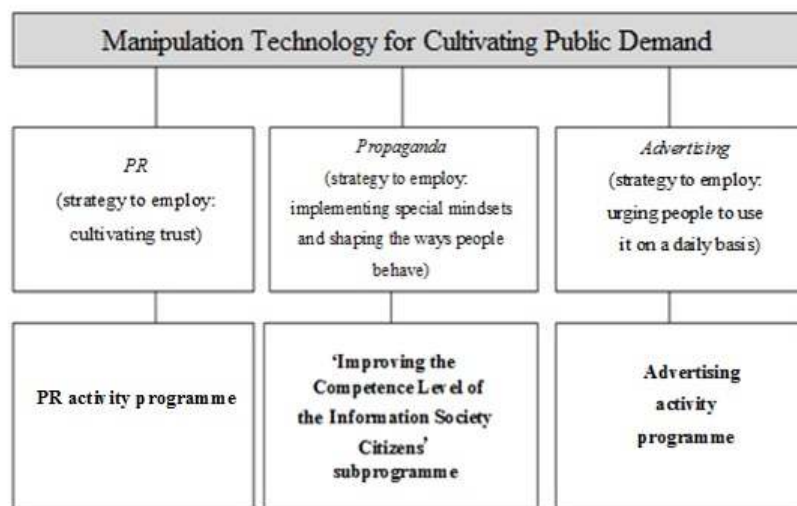 Manipulation Technology for Cultivating Public Demand
PR
(strategy to employ:
cultivating trust)
Propaganda
(strategy to employ:
implementing special mindsets
and shaping the ways people
behave)
Advertising
(strategy to employ:
urging people to use
it on a daily basis)
PR activity programme
'Improving the
Competence Level of
the Information Society
Citizens'
subprogramme
Advertising
activity
programme